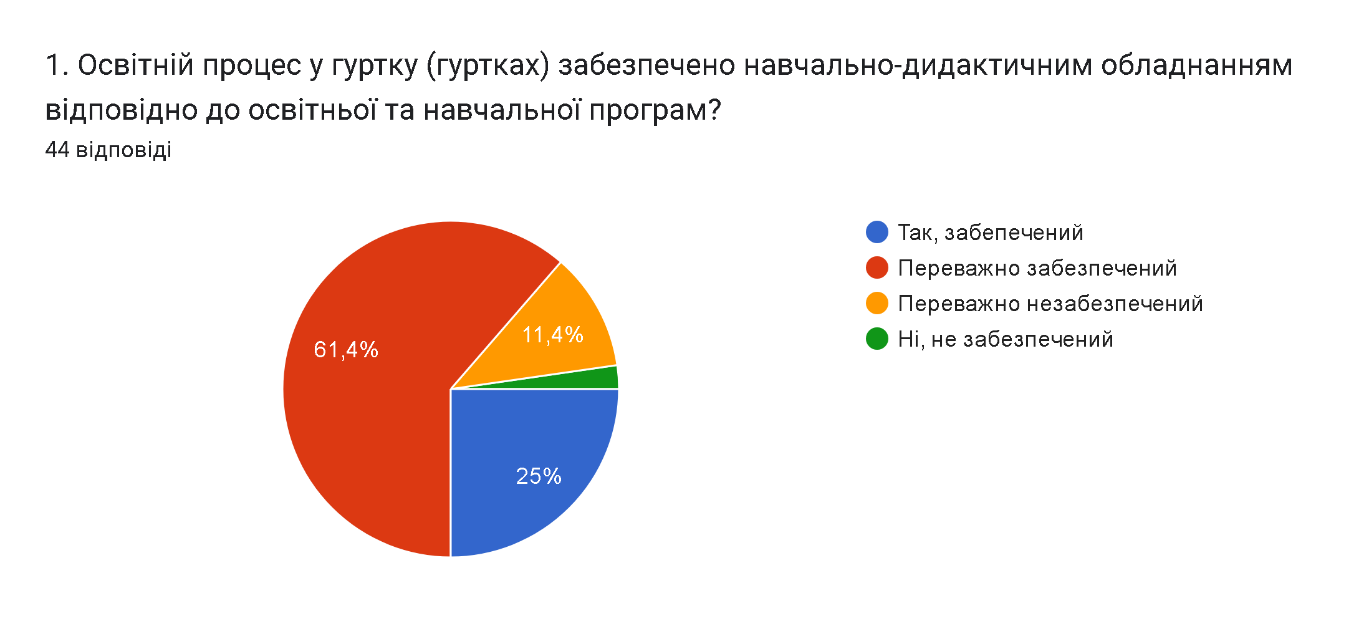 1. Освітній процес у гуртку (гуртках) забезпечено навчально-дидактичним обладнанням
відповідно до освітньої та навчальної програм?
44 відповіді
Так, забепечений
Переважно забезпечений
Переважно незабезпечений
Ні, не забезпечений
61,4%
11,4%
25%